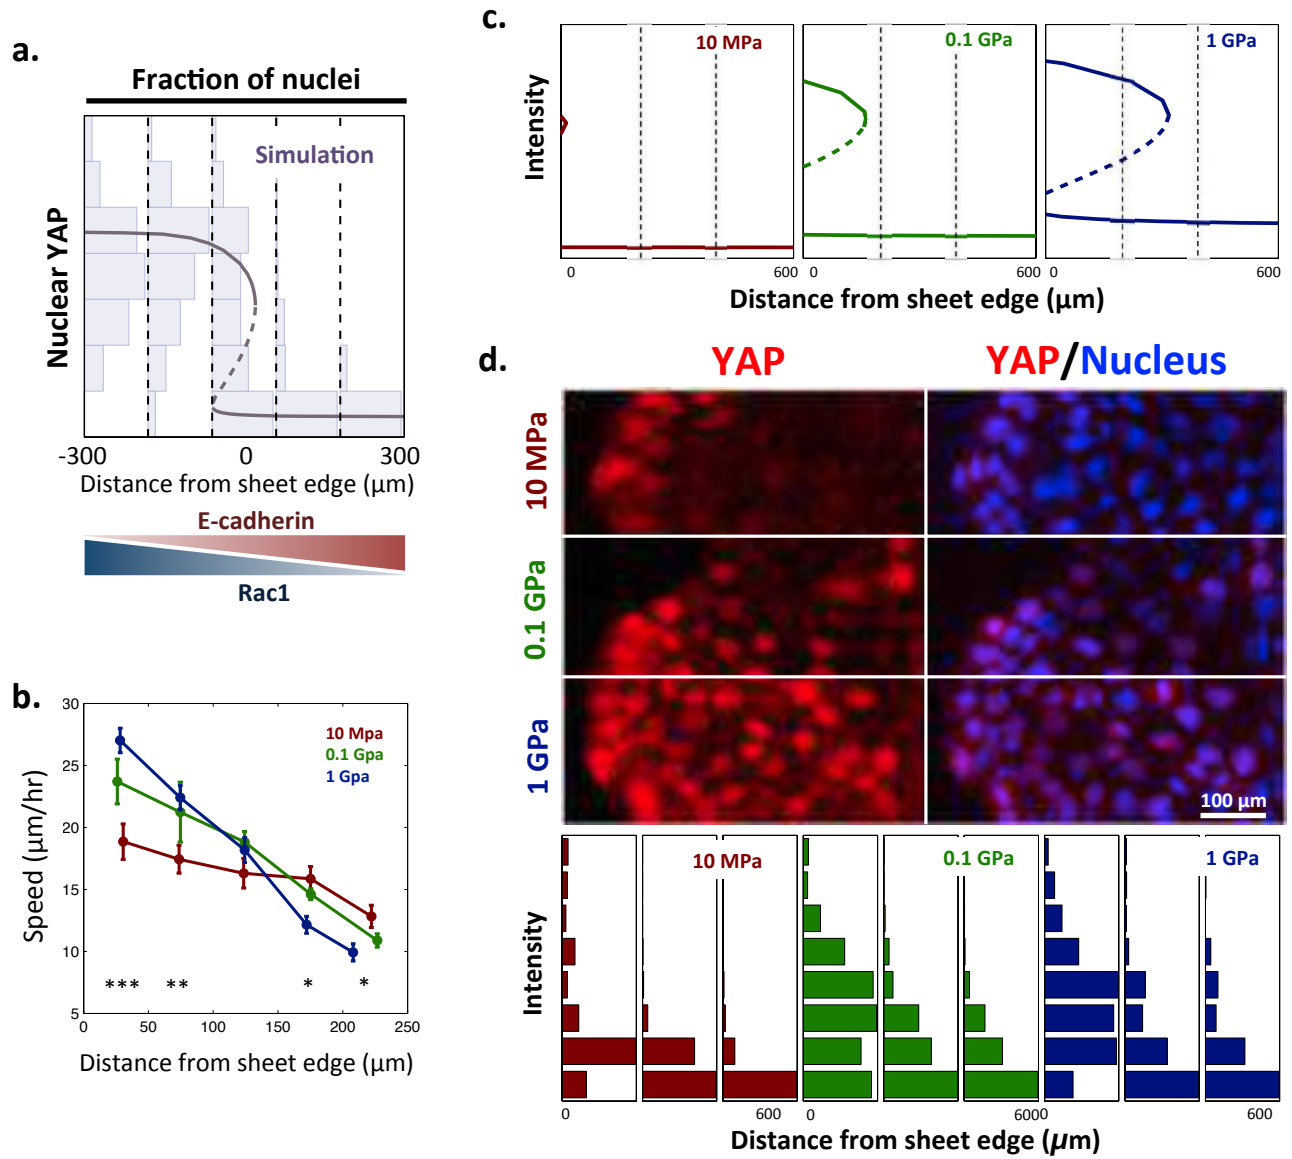 a.
Fraction of nuclei
Simulation
Nuclear YAP
-300 0 300
Distance from sheet edge (μm)
E-cadherin
Rac1
b.
30
25
20
15
10
5
10 Mpa
0.1 Gpa
1 Gpa
Speed (μm/hr)
*** ** * *
0 50 100 150 200 250
Distance from sheet edge (μm)
c.
10 MPa 0.1 GPa 1 GPa
Intensity
0 600 0 600 0 600
Distance from sheet edge (μm)
d.
YAP YAP/Nucleus
10 MPa
0.1 GPa
1 GPa
100 μm
10 MPa 0.1 GPa 1 GPa
Intensity
0 600 0 6000 600
Distance from sheet edge (μm)